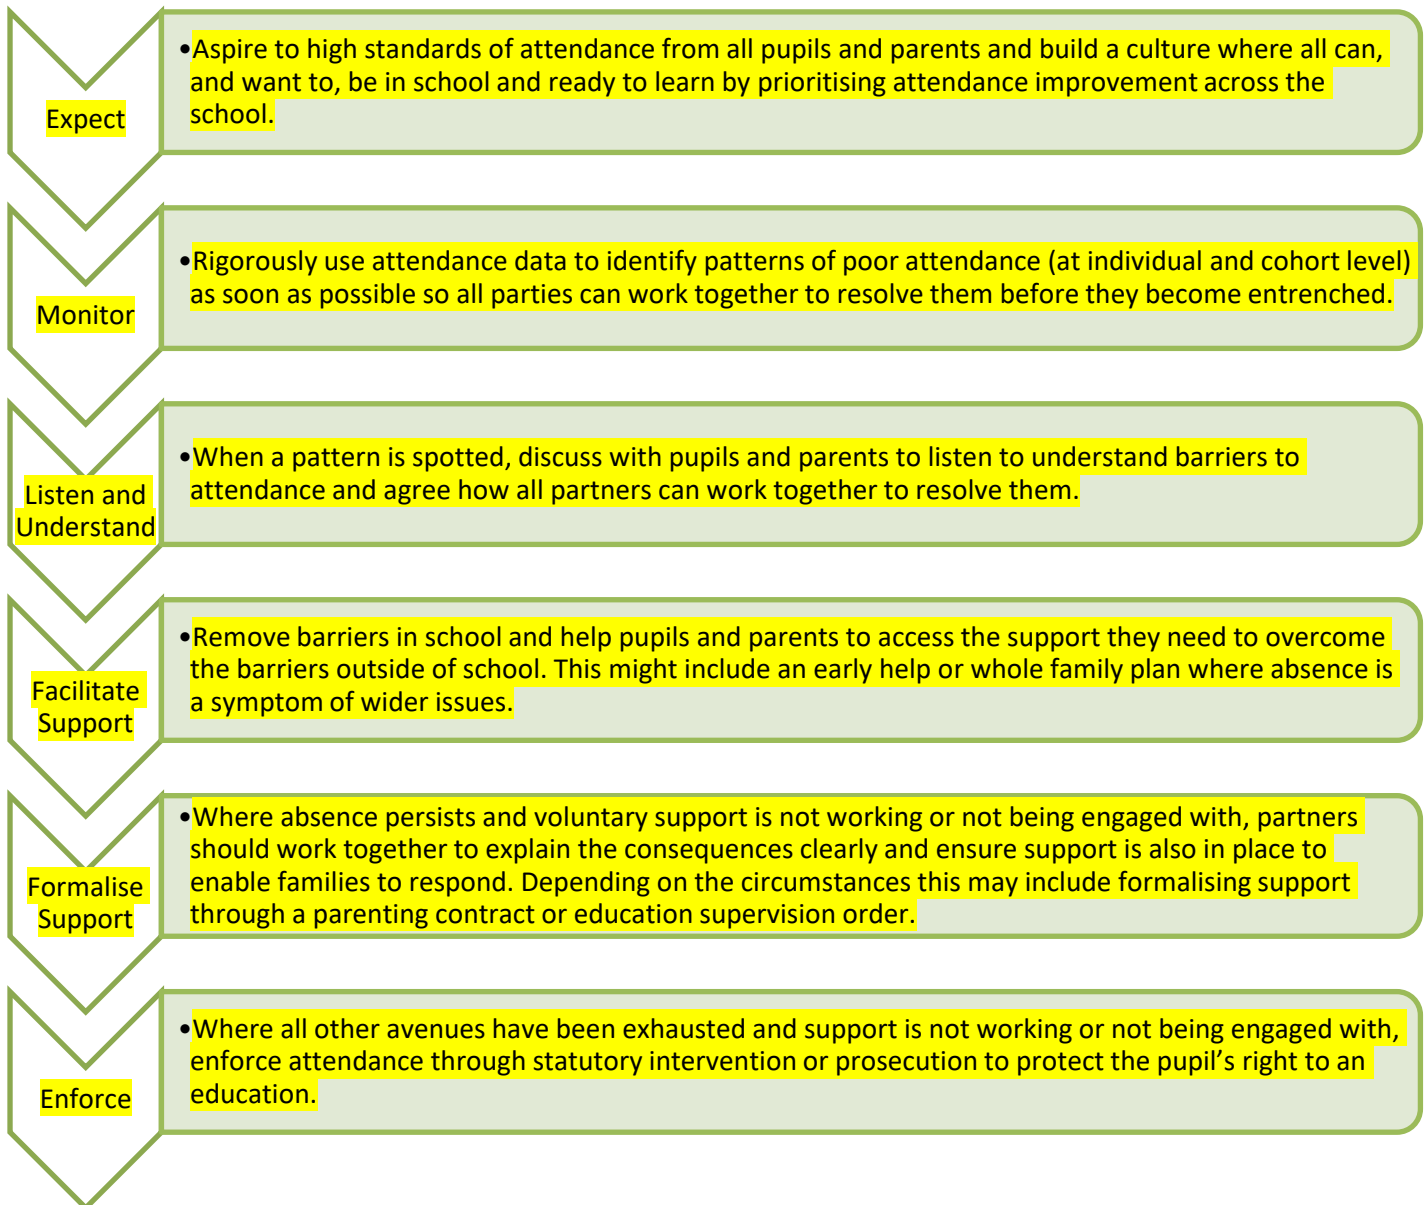 Expect
•Aspire to high standards of attendance from all pupils and parents and build a culture where all can,
and want to, be in school and ready to learn by prioritising attendance improvement across the
school.
Monitor
•Rigorously use attendance data to identify patterns of poor attendance (at individual and cohort level)
as soon as possible so all parties can work together to resolve them before they become entrenched.
Listen and
Understand
•When a pattern is spotted, discuss with pupils and parents to listen to understand barriers to
attendance and agree how all partners can work together to resolve them.
Facilitate
Support
•Remove barriers in school and help pupils and parents to access the support they need to overcome
the barriers outside of school. This might include an early help or whole family plan where absence is
a symptom of wider issues.
Formalise
Support
•Where absence persists and voluntary support is not working or not being engaged with, partners
should work together to explain the consequences clearly and ensure support is also in place to
enable families to respond. Depending on the circumstances this may include formalising support
through a parenting contract or education supervision order.
Enforce
•Where all other avenues have been exhausted and support is not working or not being engaged with,
enforce attendance through statutory intervention or prosecution to protect the pupil’s right to an
education.